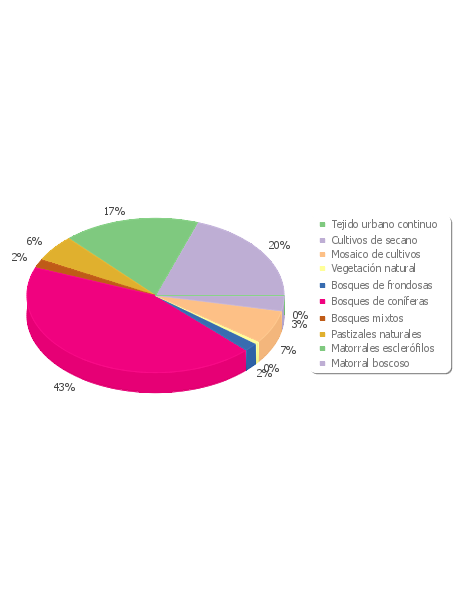 17%
6%
20%
2%
0%
3%
7%
0%
2%
43%
Tejido urbano continuo
Cultivos de secano
Mosaico de cultivos
Vegetación natural
Bosques de frondosas
Bosques de coníferas
Bosques mixtos
Pastizales naturales
Matorrales esclerófilos
Matorral boscoso